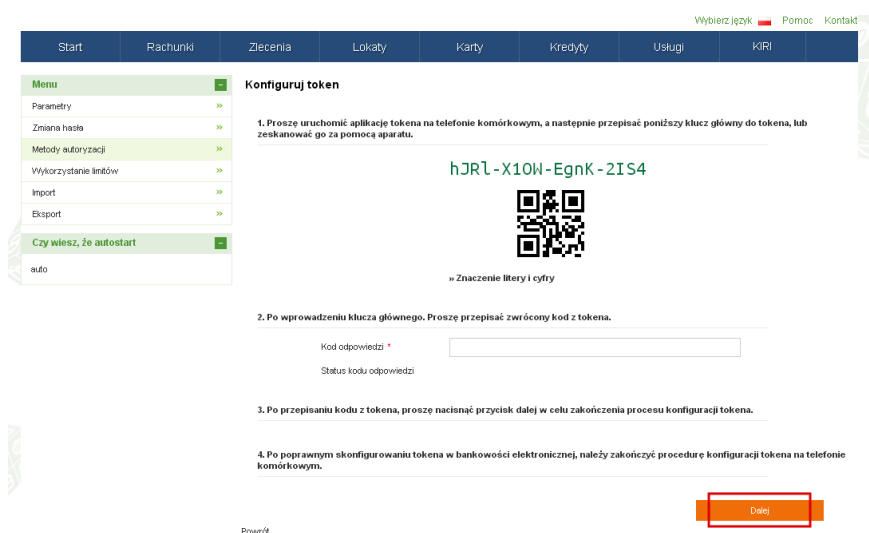 Wybierz język Pomoc Kontakt
Start Rachunki Zlecenia Lokaty Karty Kredyty Usługi KIRI
Menu
Parametry »
Zmiana hasła »
Metody autoryzacji »
Wykorzystanie limitów »
Import »
Eksport »
Czy wiesz, że autostart
auto
Konfiguruj token
1. Proszę uruchomić aplikację tokena na telefonie komórkowym, a następnie przepisać poniższy klucz główny do tokena, lub
zeskanować go za pomocą aparatu.
hJRl-X1OW-EgnK-2IS4
» Znaczenie litery i cyfry
2. Po wprowadzeniu klucza głównego. Proszę przepisać zwrócony kod z tokena.
Kod odpowiedzi *
Status kodu odpowiedzi
3. Po przepisaniu kodu z tokena, proszę nacisnąć przycisk dalej w celu zakończenia procesu konfiguracji tokena.
4. Po poprawnym skonfigurowaniu tokena w bankowości elektronicznej, należy zakończyć procedurę konfiguracji tokena na telefonie
komórkowym.
Dalej
Powrót